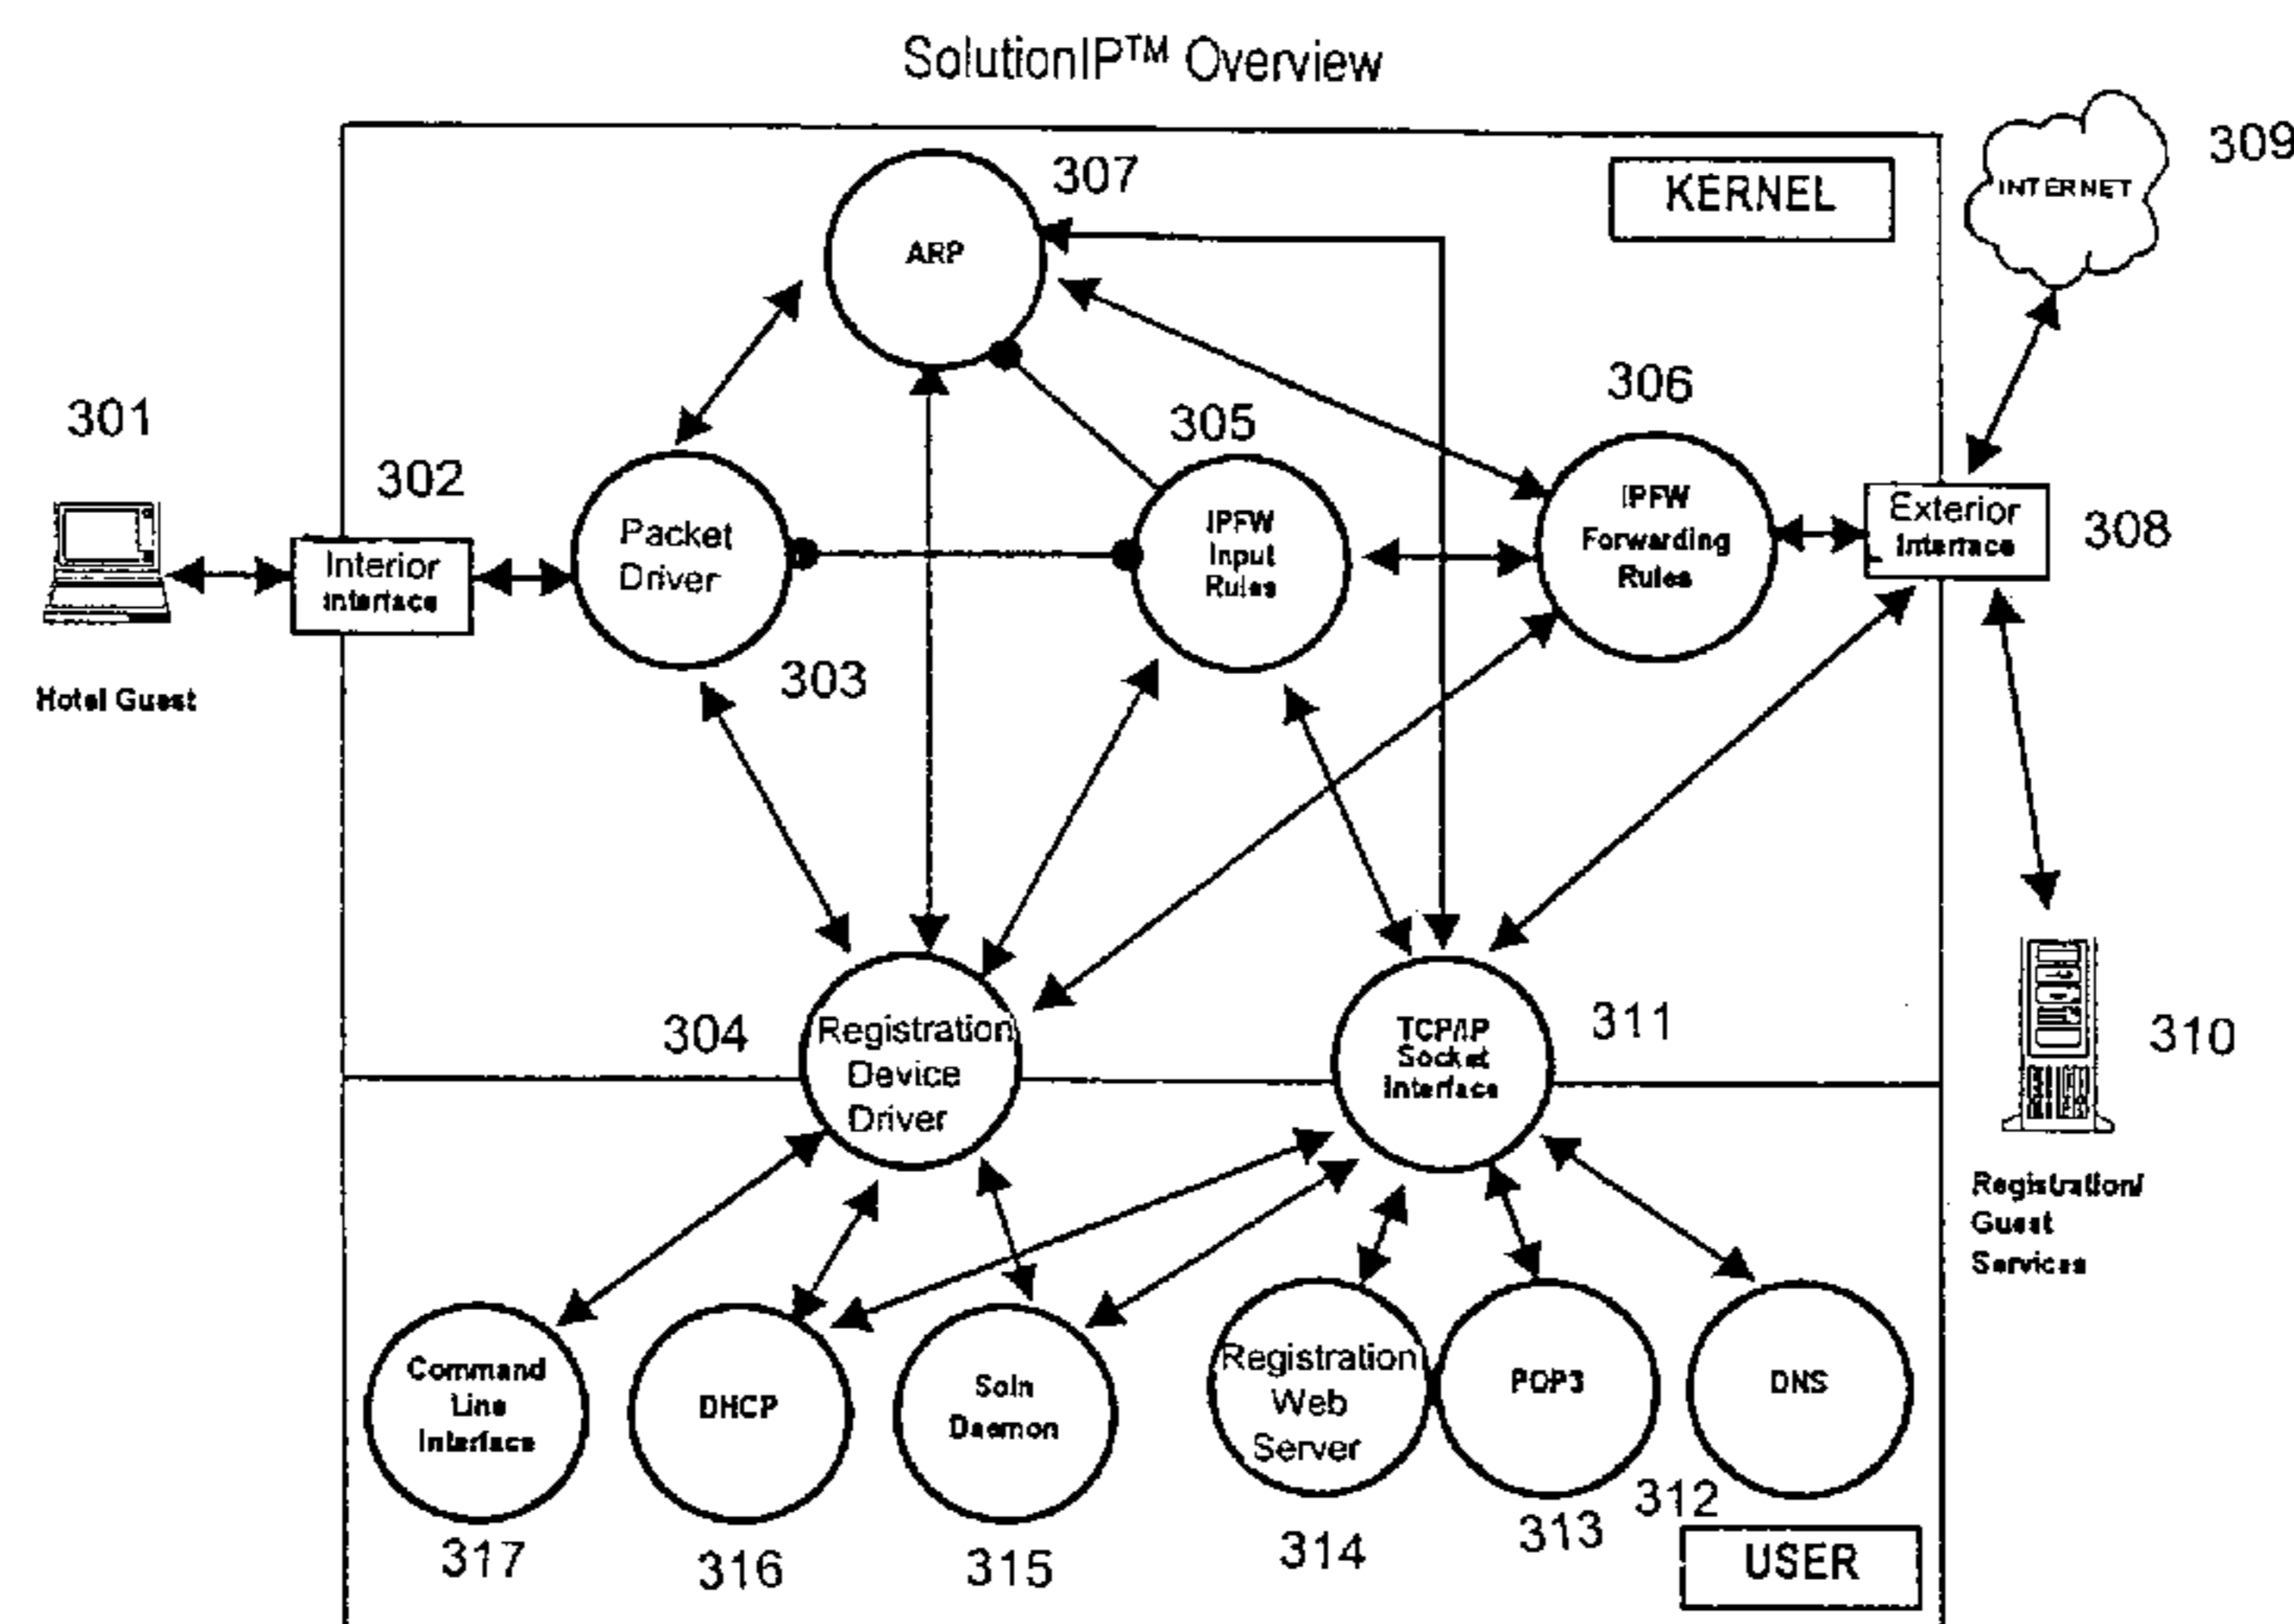 SolutionIP™ Overview
KERNEL
INTERNET
309
307
ARP
301
302
305
306
Hotel Guest
Interior
Interface
Packet
Driver
303
IPFW
Input
Rules
IPFW
Forwarding
Rules
Exterior
Interface
308
304
Registration
Device
Driver
TCP/IP
Socket
Interface
311
310
Registration/
Guest
Services
Command
Line
Interface
317
DHCP
316
Soln
Daemon
315
Registration
Web
Server
314
POP3
313
DNS
312
USER